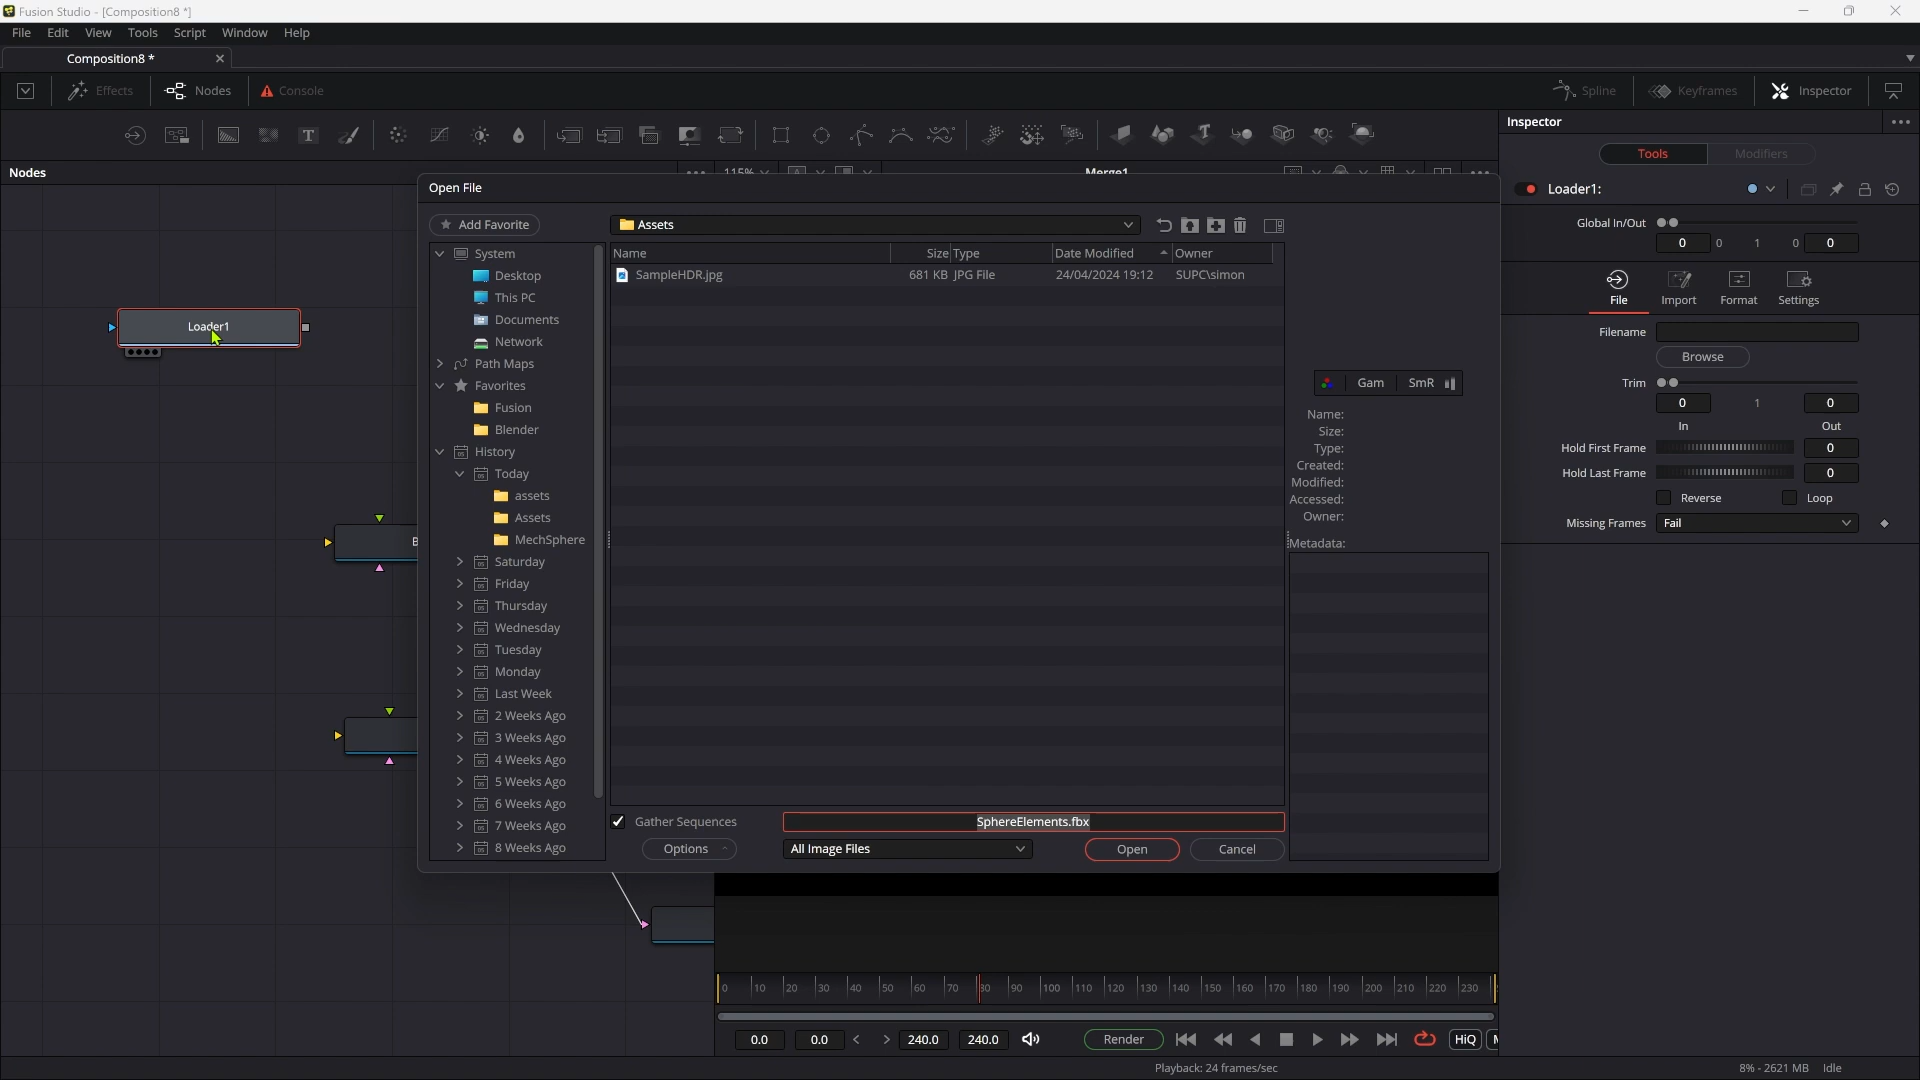 Fusion Studio - [Composition8 *]
File Edit View Tools Script Window Help
Composition8 *
Effects Nodes Console Spline Keyframes Inspector
Nodes 115% Merge1 Inspector
Tools Modifiers
Loader1:
Global In/Out
0 0 1 0 0
File Import Format Settings
Filename
Browse
Trim
0 1 0
In Out
Hold First Frame 0
Hold Last Frame 0
Reverse Loop
Missing Frames Fail
Loader1
Open File
Add Favorite
Assets
System
Desktop
This PC
Documents
Network
Path Maps
Favorites
Fusion
Blender
History
Today
assets
Assets
MechSphere
Saturday
Friday
Thursday
Wednesday
Tuesday
Monday
Last Week
2 Weeks Ago
3 Weeks Ago
4 Weeks Ago
5 Weeks Ago
6 Weeks Ago
7 Weeks Ago
8 Weeks Ago
Name Size Type Date Modified Owner
SampleHDR.jpg 681 KB JPG File 24/04/2024 19:12 SUPC\simon
Gam SmR
Name:
Size:
Type:
Created:
Modified:
Accessed:
Owner:
Metadata:
Gather Sequences SphereElements.fbx
Options All Image Files Open Cancel
0 10 20 30 40 50 60 70 80 90 100 110 120 130 140 150 160 170 180 190 200 210 220 230
0.0 0.0 240.0 240.0 Render HiQ
Playback: 24 frames/sec 8% - 2621 MB Idle